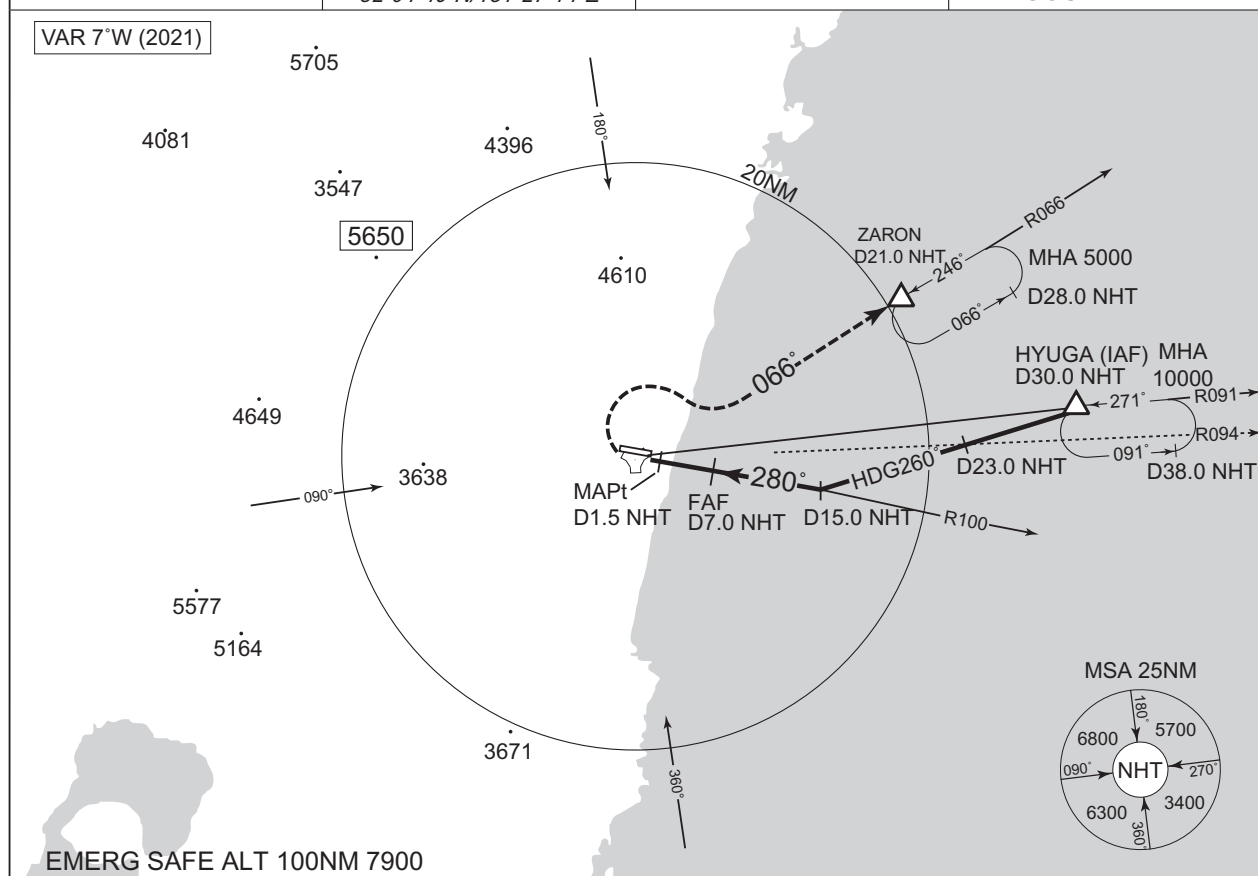 VAR 7˚W (2021)
5705
180˚
4081
4396
3547
20NM
R066
5650
ZARON
D21.0 NHT
246˚
MHA 5000
4610
D28.0 NHT
066˚
066˚
HYUGA (IAF)
D30.0 NHT
MHA
10000
271˚
R091
4649
R094
091˚
D38.0 NHT
HDG260˚
D23.0 NHT
3638
280˚
090˚
MAPt
D1.5 NHT
FAF
D7.0 NHT
D15.0 NHT
R100
5577
5164
3671
360˚
MSA 25NM
180˚
6800
5700
090˚
NHT
270˚
6300
3400
360˚
EMERG SAFE ALT 100NM 7900